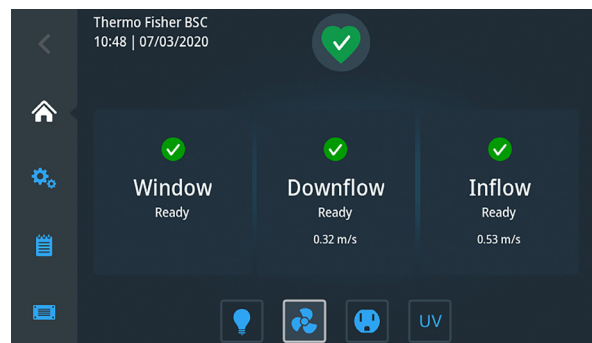 Thermo Fisher BSC
10:48 | 07/03/2020
Window
Ready
Downflow
Ready
0.32 m/s
Inflow
Ready
0.53 m/s
UV